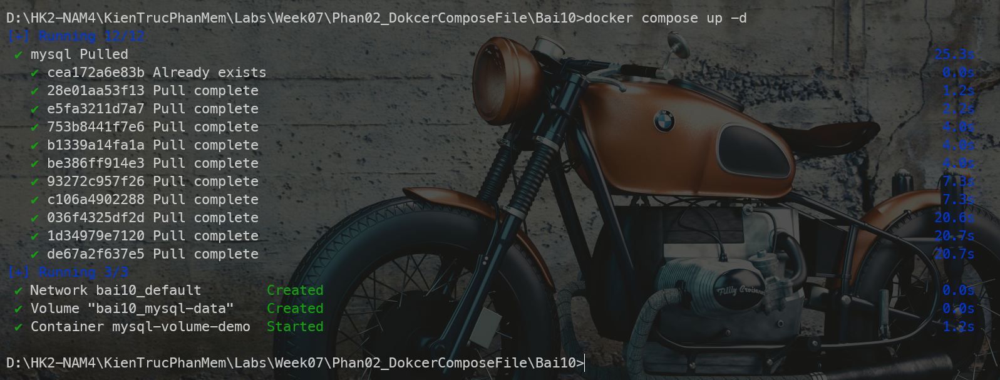 D:\HK2-NAM4\KienTrucPhanMem\Labs\Week07\Phan02_DokcerComposeFile\Bai10>docker compose up -d
[+] Running 12/12
✔ mysql Pulled 25.3s
✔ cea172a6e83b Already exists 0.0s
✔ 28e01aa53f13 Pull complete 1.2s
✔ e5fa3211d7a7 Pull complete 2.2s
✔ 753b8441f7e6 Pull complete 4.0s
✔ b1339a14fa1a Pull complete 4.0s
✔ be386ff914e3 Pull complete 4.0s
✔ 93272c957f26 Pull complete 7.3s
✔ c106a4902288 Pull complete 7.3s
✔ 036f4325df2d Pull complete 20.6s
✔ 1d34979e7120 Pull complete 20.7s
✔ de67a2f637e5 Pull complete 20.7s
[+] Running 3/3
✔ Network bai10_default Created 0.0s
✔ Volume "bai10_mysql-data" Created 0.0s
✔ Container mysql-volume-demo Started 1.2s
D:\HK2-NAM4\KienTrucPhanMem\Labs\Week07\Phan02_DokcerComposeFile\Bai10>